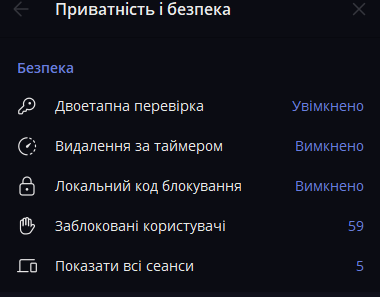 Приватність і безпека
Безпека
Двоетапна перевірка Увімкнено
Видалення за таймером Вимкнено
Локальний код блокування Вимкнено
Заблоковані користувачі 59
Показати всі сеанси 5